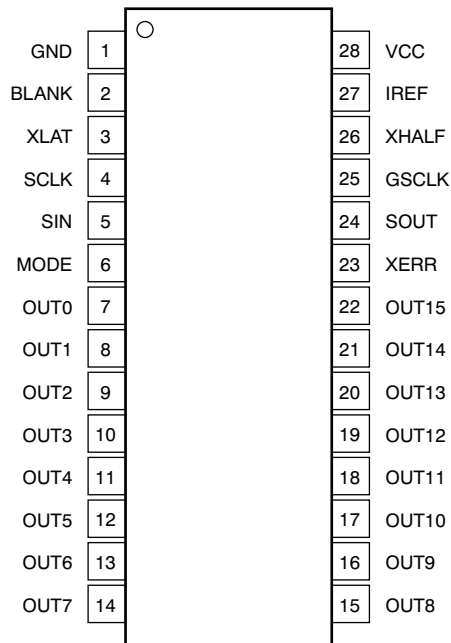 GND 1 28 VCC
BLANK 2 27 IREF
XLAT 3 26 XHALF
SCLK 4 25 GSCLK
SIN 5 24 SOUT
MODE 6 23 XERR
OUT0 7 22 OUT15
OUT1 8 21 OUT14
OUT2 9 20 OUT13
OUT3 10 19 OUT12
OUT4 11 18 OUT11
OUT5 12 17 OUT10
OUT6 13 16 OUT9
OUT7 14 15 OUT8